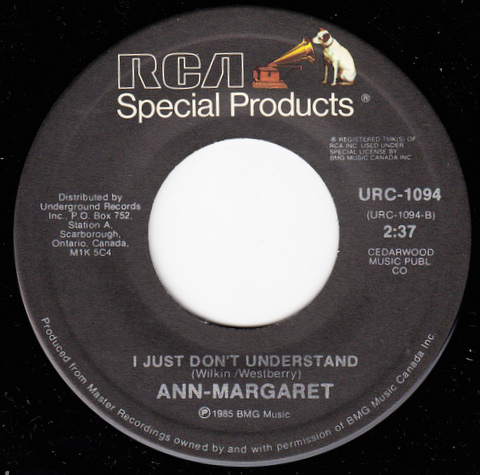 RCA
Special Products ®
® REGISTERED TMK(S) OF
RCA INC. USED UNDER
SPECIAL LICENSE BY
BMG MUSIC CANADA INC
Distributed by
Underground Records
Inc., P.O. Box 752,
Station A,
Scarborough,
Ontario, Canada,
M1K 5C4
URC-1094
(URC-1094-B)
2:37
CEDARWOOD
MUSIC PUBL
CO
I JUST DON'T UNDERSTAND
(Wilkin /Westberry)
ANN-MARGARET
℗ 1985 BMG Music
Produced from Master Recordings owned by and with permission of BMG Music Canada Inc.